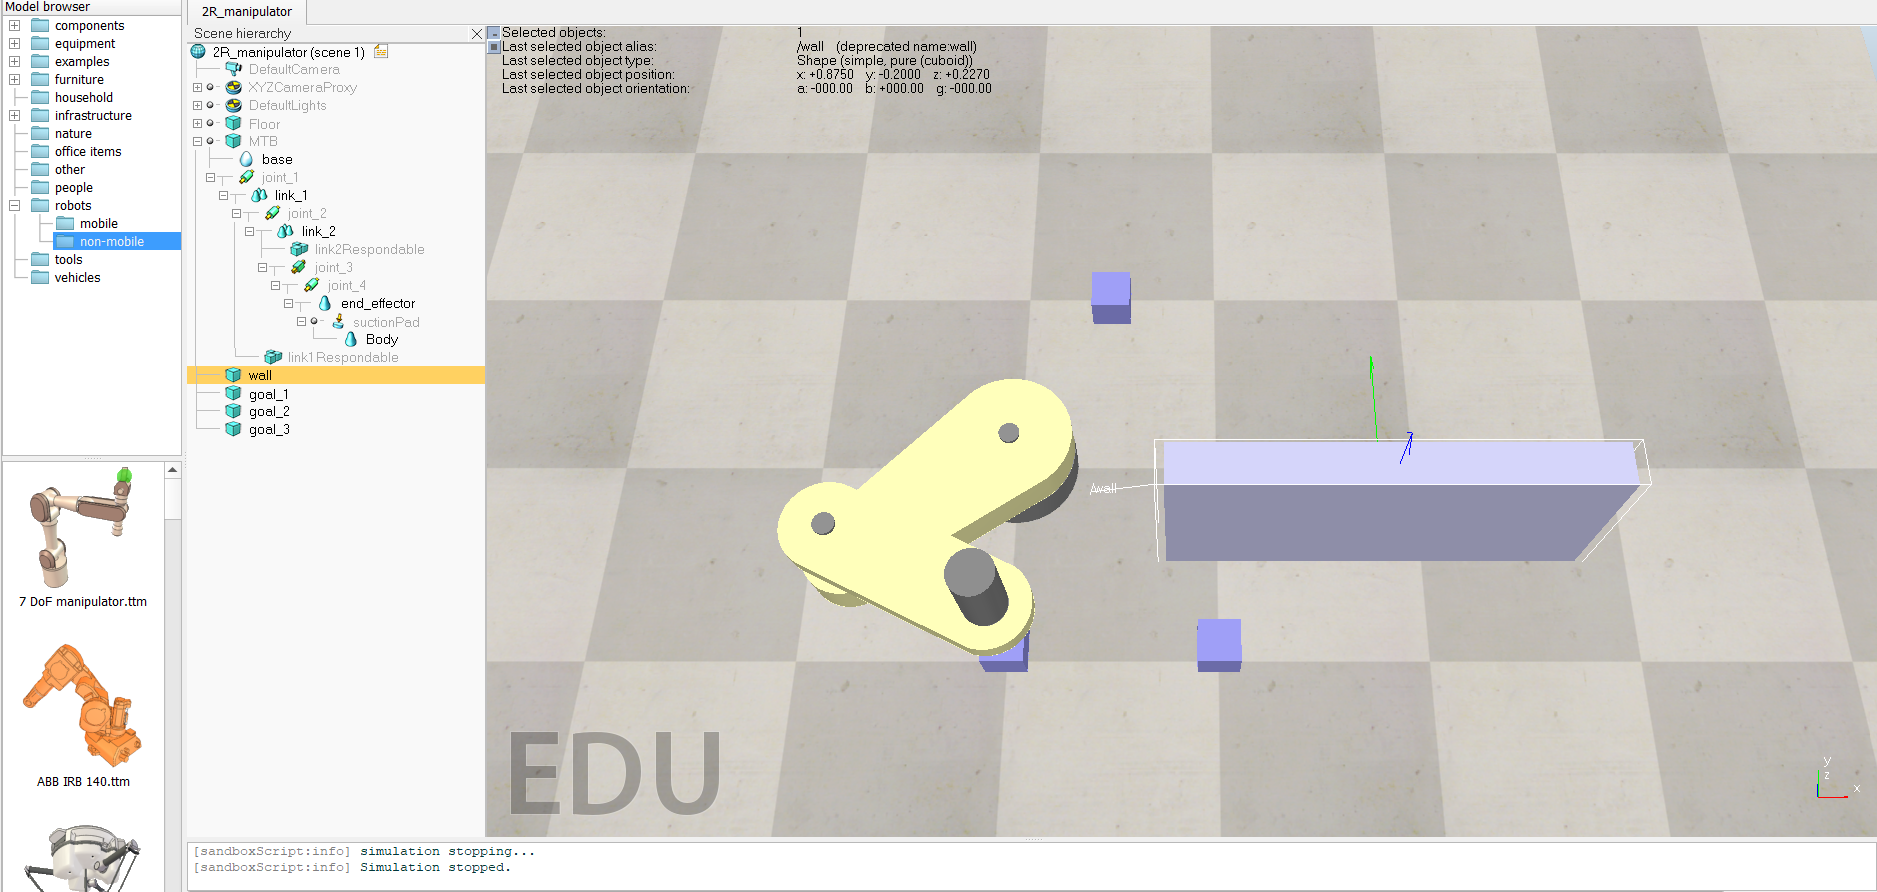 Model browser
components
equipment
examples
furniture
household
infrastructure
nature
office items
other
people
robots
mobile
non-mobile
tools
vehicles
7 DoF manipulator.ttm
ABB IRB 140.ttm
2R_manipulator
Scene hierarchy
2R_manipulator (scene 1)
DefaultCamera
XYZCameraProxy
DefaultLights
Floor
MTB
base
joint_1
link_1
joint_2
link_2
link2Respondable
joint_3
joint_4
end_effector
suctionPad
Body
link1Respondable
wall
goal_1
goal_2
goal_3
Selected objects: 1
Last selected object alias: /wall (deprecated name:wall)
Last selected object type: Shape (simple, pure (cuboid))
Last selected object position: x: +0.8750 y: -0.2000 z: +0.2270
Last selected object orientation: a: -000.00 b: +000.00 g: -000.00
/wall
EDU
y
z
x
[sandboxScript:info] simulation stopping...
[sandboxScript:info] Simulation stopped.